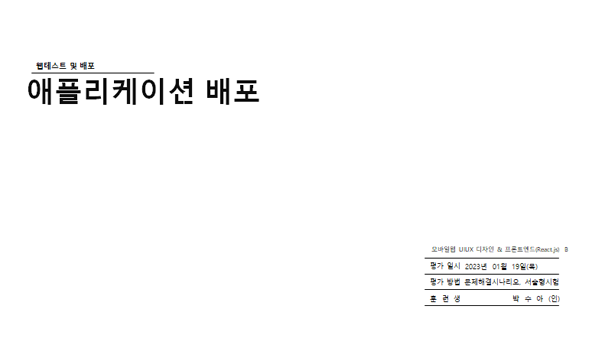 웹테스트 및 배포
애플리케이션 배포
모바일웹 UIUX 디자인 & 프론트엔드(React.js) B
평가 일시 2023년 01월 19일(목)
평가 방법 문제해결시나리오, 서술형시험
훈 련 생 박 수 아 (인)